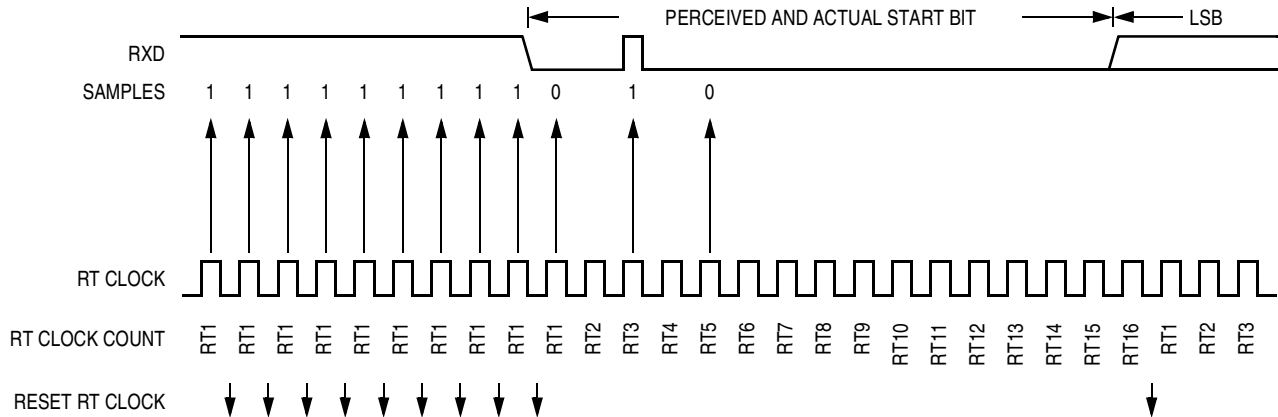 PERCEIVED AND ACTUAL START BIT LSB
RXD
SAMPLES 1 1 1 1 1 1 1 1 1 0 1 0
RT CLOCK
RT CLOCK COUNT RT1 RT1 RT1 RT1 RT1 RT1 RT1 RT1 RT1 RT1 RT2 RT3 RT4 RT5 RT6 RT7 RT8 RT9 RT10 RT11 RT12 RT13 RT14 RT15 RT16 RT1 RT2 RT3
RESET RT CLOCK